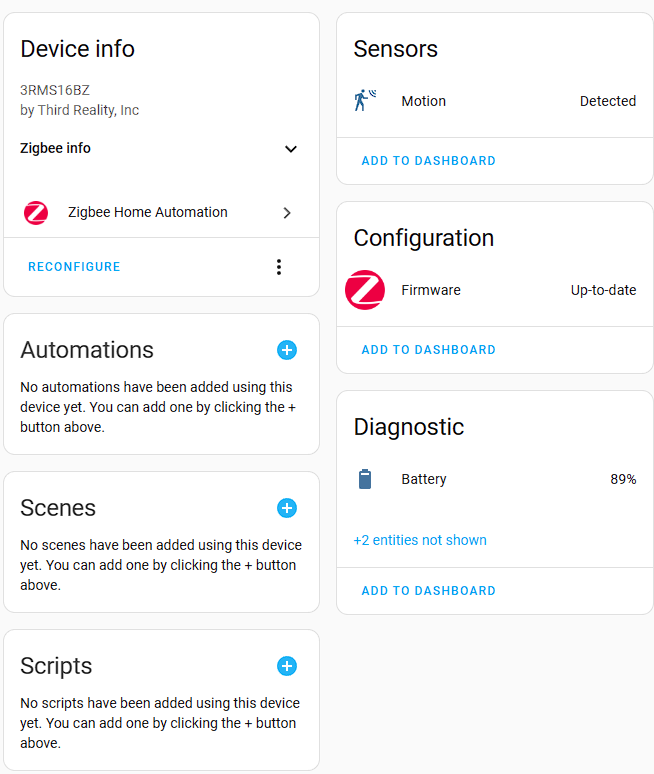 Device info
3RMS16BZ
by Third Reality, Inc
Zigbee info
Zigbee Home Automation
RECONFIGURE
Automations
No automations have been added using this
device yet. You can add one by clicking the +
button above.
Scenes
No scenes have been added using this device
yet. You can add one by clicking the + button
above.
Scripts
No scripts have been added using this device
yet. You can add one by clicking the + button
above.
Sensors
Motion Detected
ADD TO DASHBOARD
Configuration
Firmware Up-to-date
ADD TO DASHBOARD
Diagnostic
Battery 89%
+2 entities not shown
ADD TO DASHBOARD